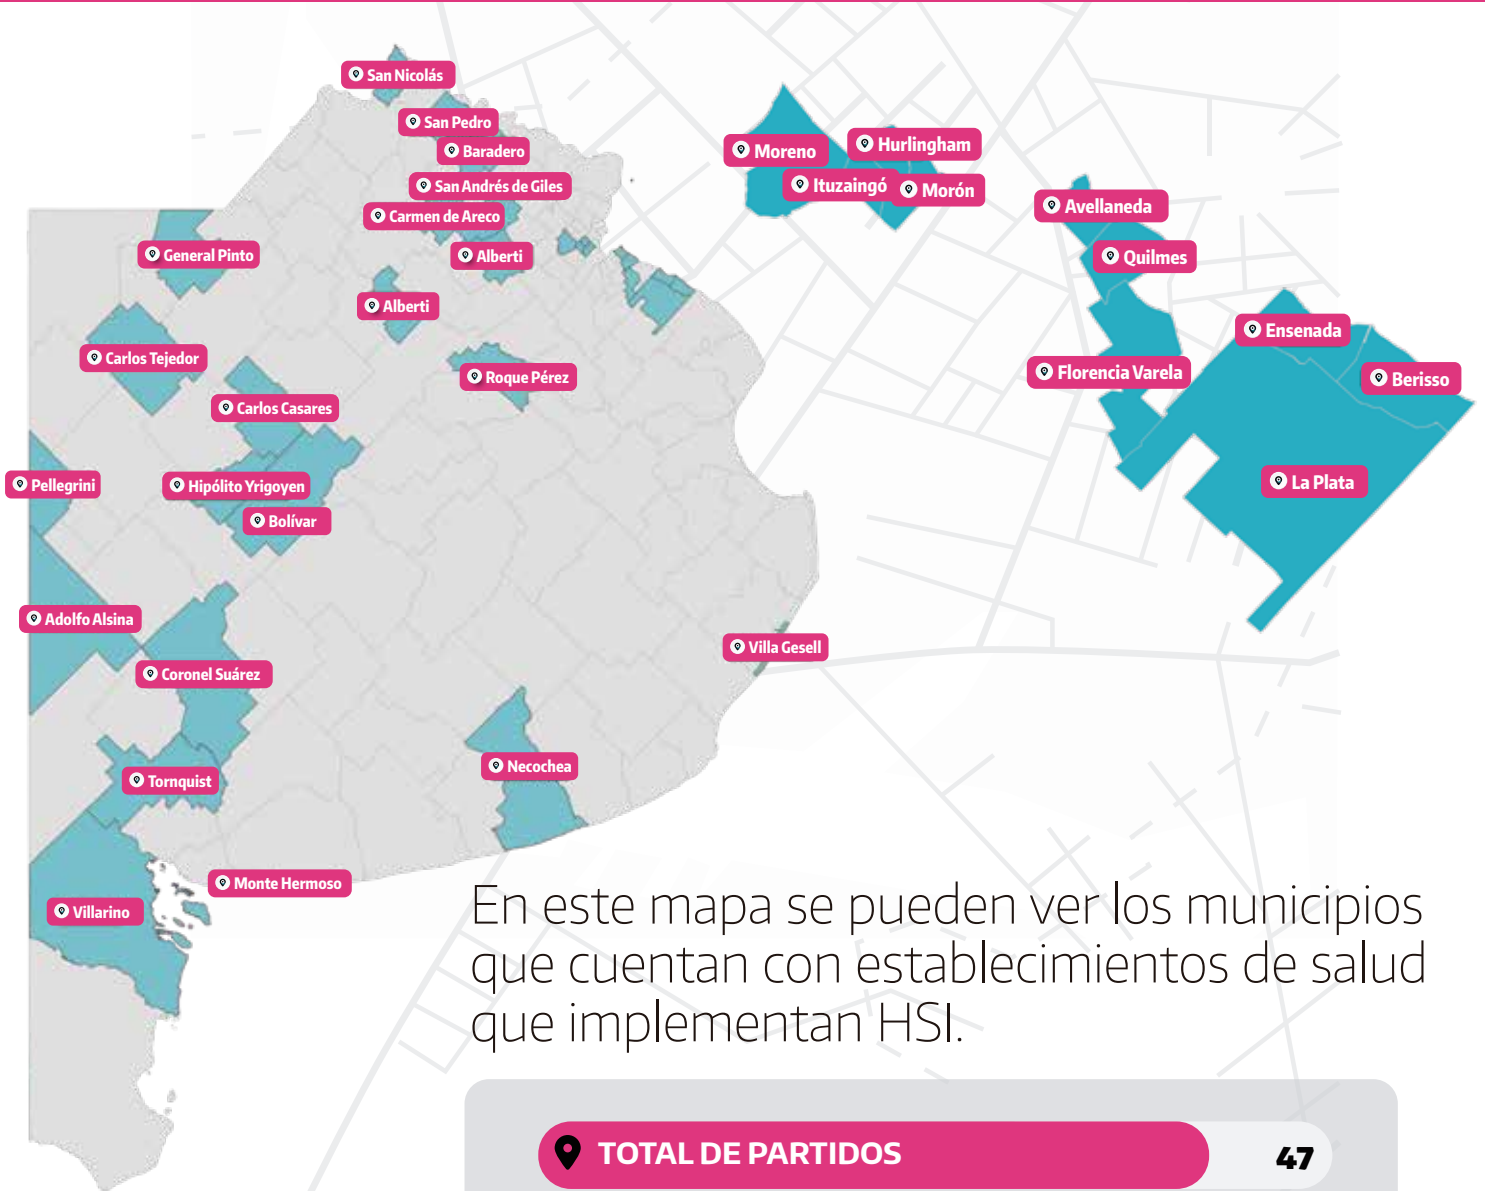 San Nicolás
San Pedro
Baradero
San Andrés de Giles
Carmen de Areco
General Pinto
Alberti
Alberti
Carlos Tejedor
Roque Pérez
Carlos Casares
Pellegrini
Hipólito Yrigoyen
Bolívar
Adolfo Alsina
Villa Gesell
Coronel Suárez
Necochea
Tornquist
Monte Hermoso
Villarino
Moreno
Hurlingham
Ituzaingó
Morón
Avellaneda
Quilmes
Ensenada
Florencia Varela
Berisso
La Plata
En este mapa se pueden ver los municipios
que cuentan con establecimientos de salud
que implementan HSI.
TOTAL DE PARTIDOS 47